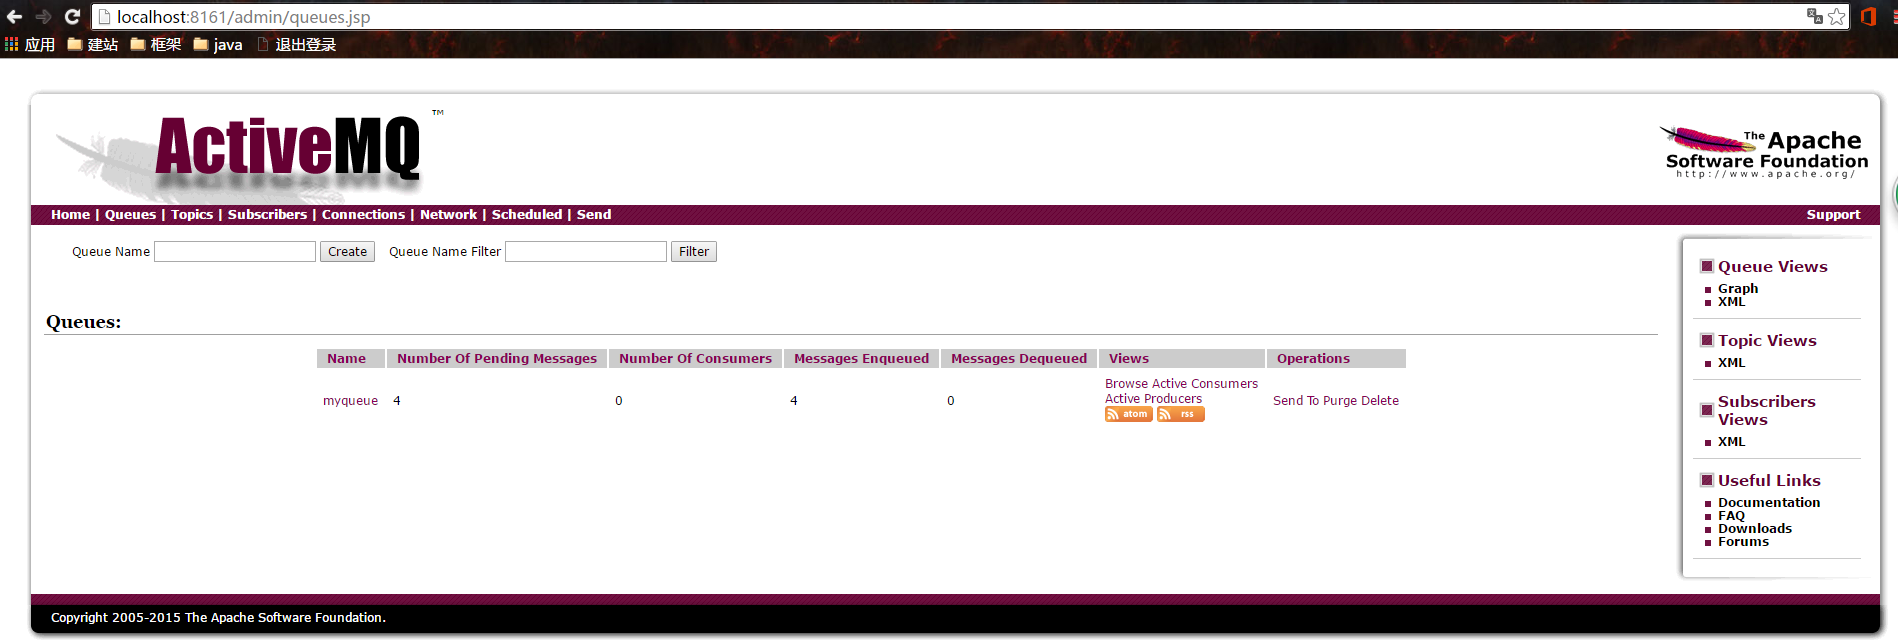 localhost:8161/admin/queues.jsp
应用 建站 框架 java 退出登录
ActiveMQ ™
The Apache
Software Foundation
http://www.apache.org/
Home | Queues | Topics | Subscribers | Connections | Network | Scheduled | Send Support
Queue Name Create Queue Name Filter Filter
Queues:
Name Number Of Pending Messages Number Of Consumers Messages Enqueued Messages Dequeued Views Operations
myqueue 4 0 4 0 Browse Active Consumers
Active Producers
atom rss Send To Purge Delete
Queue Views
Graph
XML
Topic Views
XML
Subscribers
Views
XML
Useful Links
Documentation
FAQ
Downloads
Forums
Copyright 2005-2015 The Apache Software Foundation.